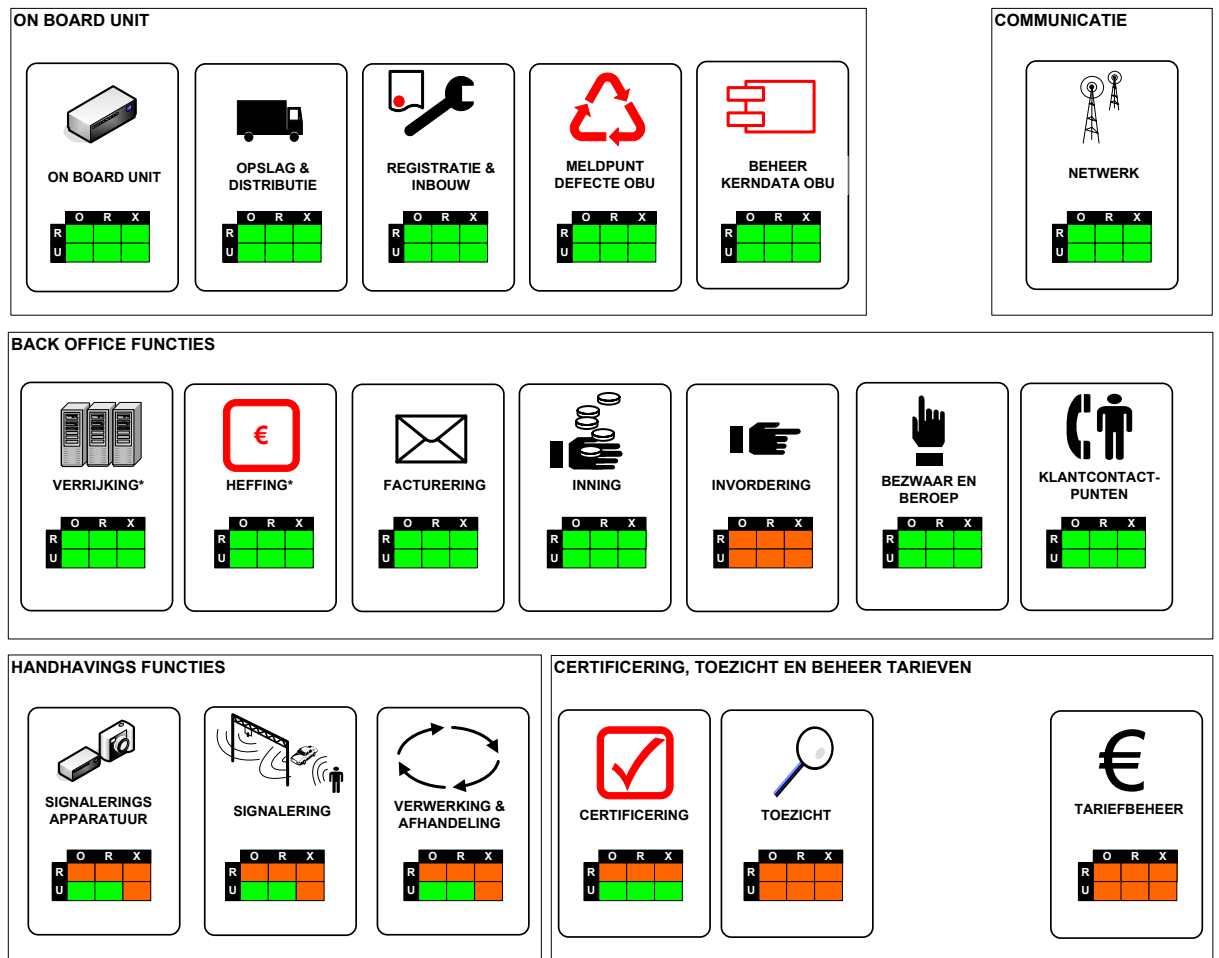 ON BOARD UNIT
ON BOARD UNIT
O R X
R
U
OPSLAG &
DISTRIBUTIE
O R X
R
U
REGISTRATIE &
INBOUW
O R X
R
U
MELDPUNT
DEFECTE OBU
O R X
R
U
BEHEER
KERNDATA OBU
O R X
R
U
COMMUNICATIE
NETWERK
O R X
R
U
BACK OFFICE FUNCTIES
VERRIJKING*
O R X
R
U
€
HEFFING*
O R X
R
U
FACTURERING
O R X
R
U
INNING
O R X
R
U
INVORDERING
O R X
R
U
BEZWAAR EN
BEROEP
O R X
R
U
KLANTCONTACT-
PUNTEN
O R X
R
U
HANDHAVINGS FUNCTIES
SIGNALERINGS
APPARATUUR
O R X
R
U
SIGNALERING
O R X
R
U
VERWERKING &
AFHANDELING
O R X
R
U
CERTIFICERING, TOEZICHT EN BEHEER TARIEVEN
CERTIFICERING
O R X
R
U
TOEZICHT
O R X
R
U
€
TARIEFBEHEER
O R X
R
U